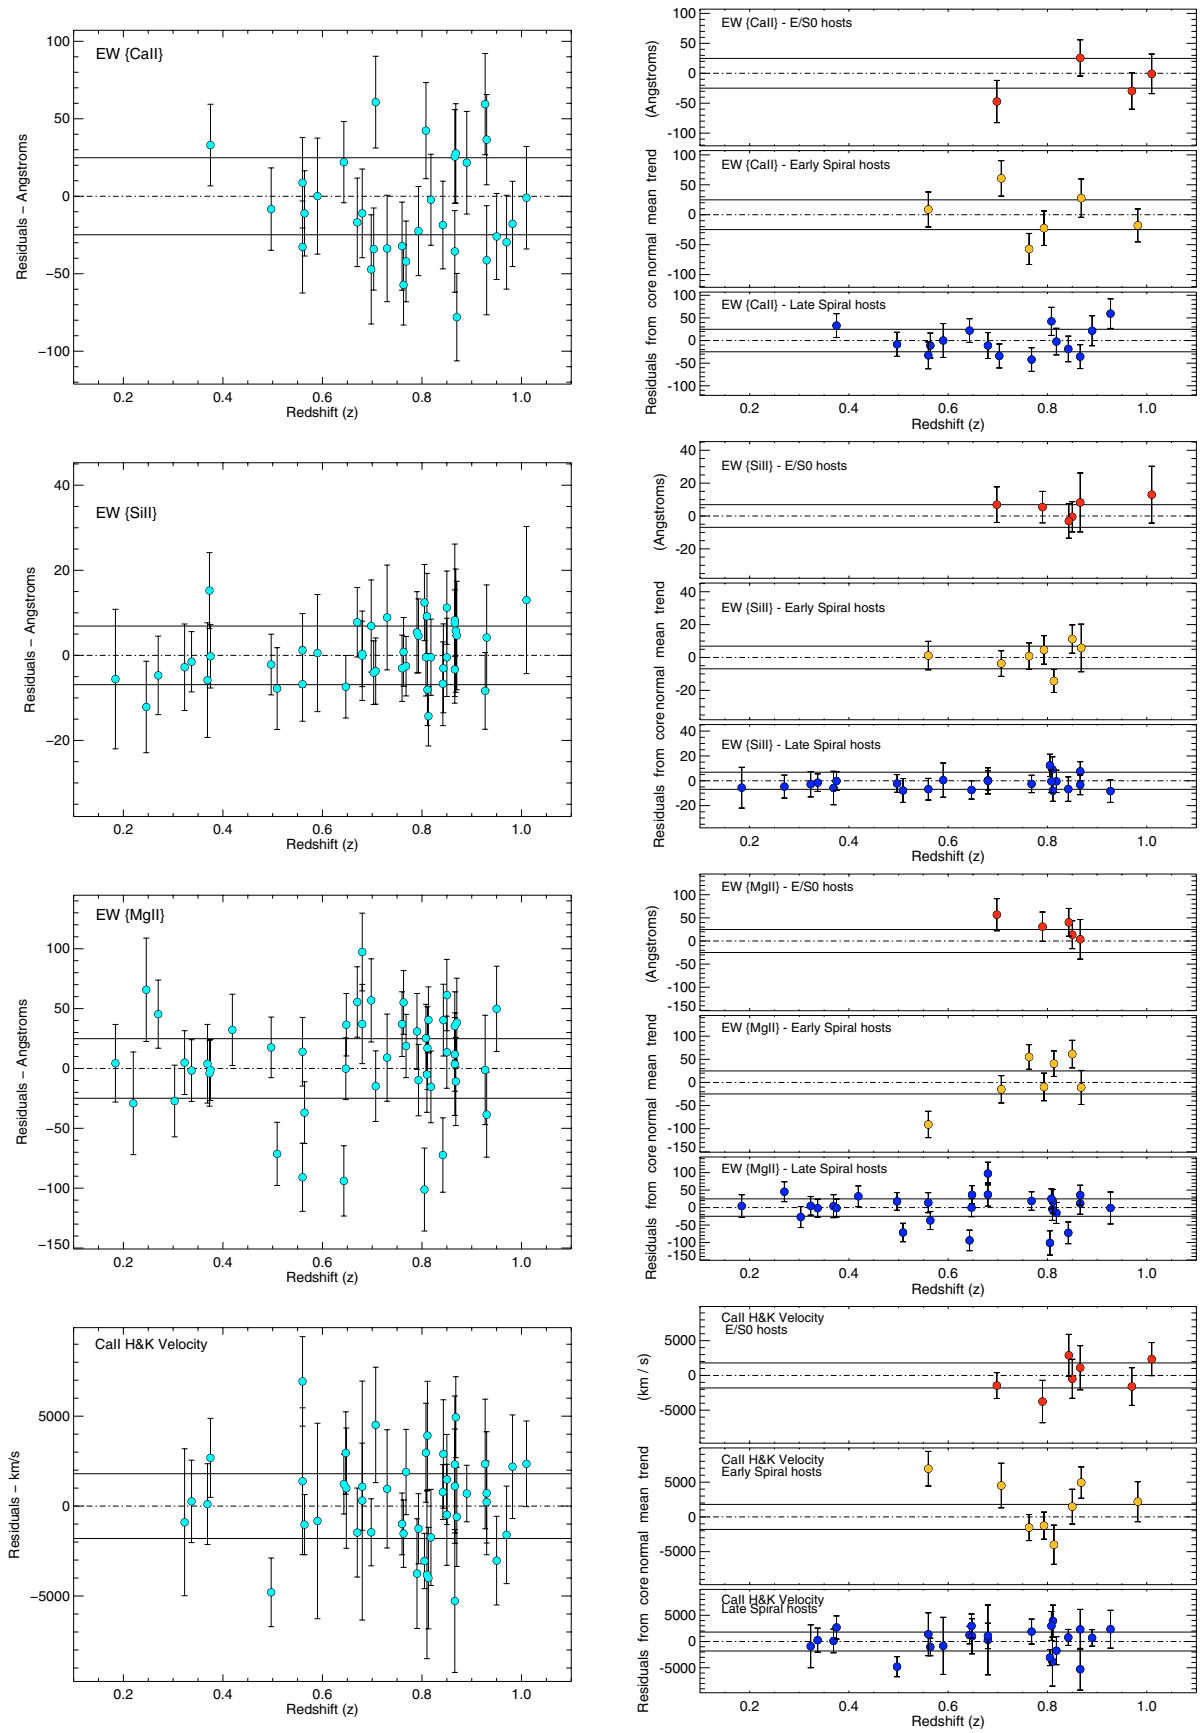 EW {CaII}
Residuals – Angstroms
100
50
0
−50
−100
0.2 0.4 0.6 0.8 1.0
Redshift (z)
EW {SiII}
Residuals – Angstroms
40
20
0
−20
0.2 0.4 0.6 0.8 1.0
Redshift (z)
EW {MgII}
Residuals – Angstroms
100
50
0
−50
−100
−150
0.2 0.4 0.6 0.8 1.0
Redshift (z)
CaII H&K Velocity
Residuals – km/s
5000
0
−5000
0.2 0.4 0.6 0.8 1.0
Redshift (z)
EW {CaII} - E/S0 hosts
100
50
0
-50
-100
EW {CaII} - Early Spiral hosts
100
50
0
-50
-100
EW {CaII} - Late Spiral hosts
100
50
0
-50
-100
Residuals from core normal mean trend (Angstroms)
0.2 0.4 0.6 0.8 1.0
Redshift (z)
EW {SiII} - E/S0 hosts
40
20
0
-20
EW {SiII} - Early Spiral hosts
40
20
0
-20
EW {SiII} - Late Spiral hosts
40
20
0
-20
Residuals from core normal mean trend (Angstroms)
0.2 0.4 0.6 0.8 1.0
Redshift (z)
EW {MgII} - E/S0 hosts
100
50
0
-50
-100
-150
EW {MgII} - Early Spiral hosts
100
50
0
-50
-100
-150
EW {MgII} - Late Spiral hosts
100
50
0
-50
-100
-150
Residuals from core normal mean trend (Angstroms)
0.2 0.4 0.6 0.8 1.0
Redshift (z)
CaII H&K Velocity
E/S0 hosts
5000
0
-5000
CaII H&K Velocity
Early Spiral hosts
5000
0
-5000
CaII H&K Velocity
Late Spiral hosts
5000
0
-5000
Residuals from core normal mean trend (km / s)
0.2 0.4 0.6 0.8 1.0
Redshift (z)